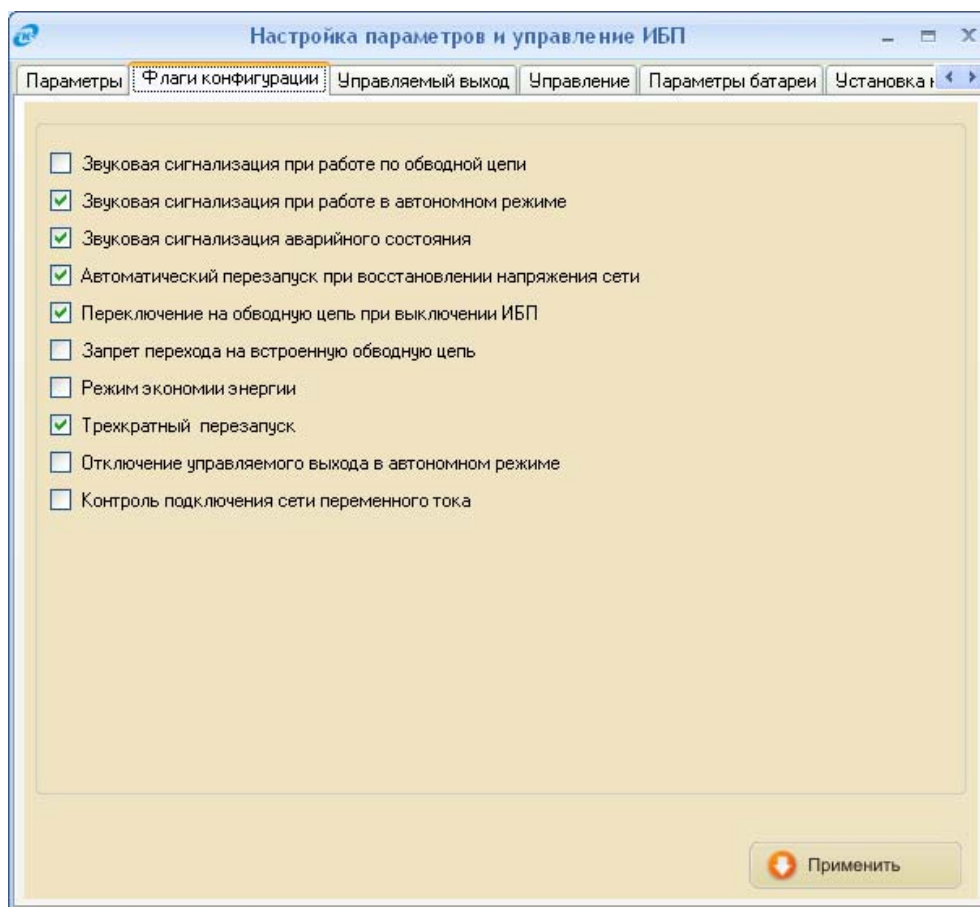 Настройка параметров и управление ИБП
Параметры Флаги конфигурации Управляемый выход Управление Параметры батареи Установка
Звуковая сигнализация при работе по обводной цепи
Звуковая сигнализация при работе в автономном режиме
Звуковая сигнализация аварийного состояния
Автоматический перезапуск при восстановлении напряжения сети
Переключение на обводную цепь при выключении ИБП
Запрет перехода на встроенную обводную цепь
Режим экономии энергии
Трехкратный перезапуск
Отключение управляемого выхода в автономном режиме
Контроль подключения сети переменного тока
Применить